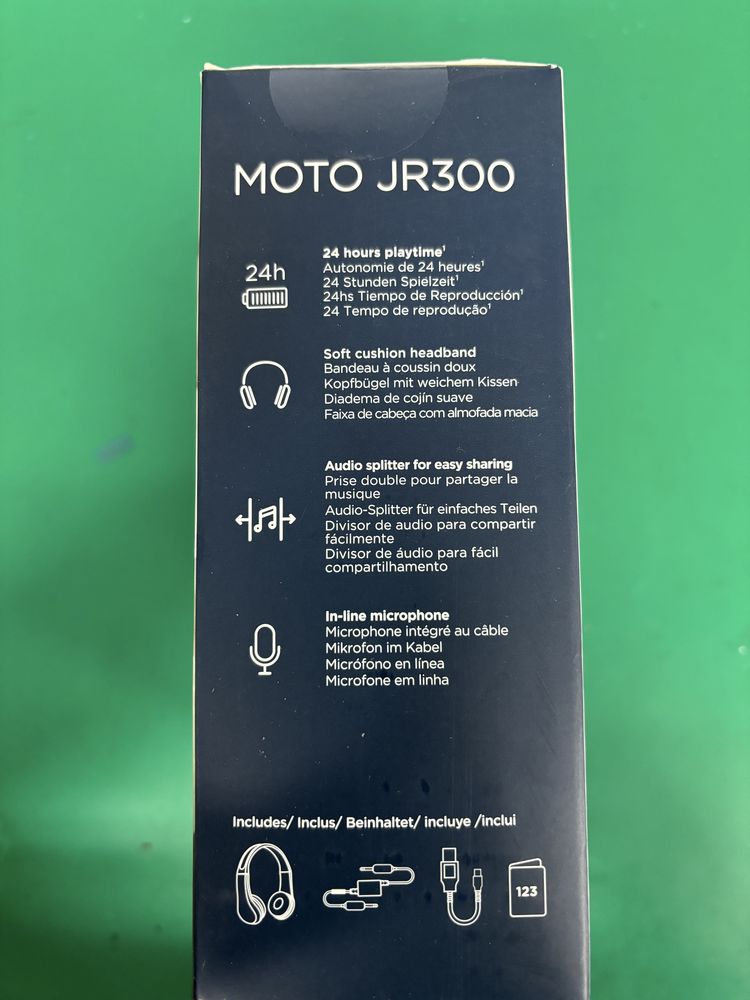 MOTO JR300
24h
24 hours playtime¹
Autonomie de 24 heures¹
24 Stunden Spielzeit¹
24hs Tiempo de Reproducción¹
24 Tempo de reprodução¹
Soft cushion headband
Bandeau à coussin doux
Kopfbügel mit weichem Kissen
Diadema de cojín suave
Faixa de cabeça com almofada macia
Audio splitter for easy sharing
Prise double pour partager la
musique
Audio-Splitter für einfaches Teilen
Divisor de audio para compartir
fácilmente
Divisor de áudio para fácil
compartilhamento
In-line microphone
Microphone intégré au câble
Mikrofon im Kabel
Micrófono en línea
Microfone em linha
Includes/ Inclus/ Beinhaltet/ incluye /inclui
123